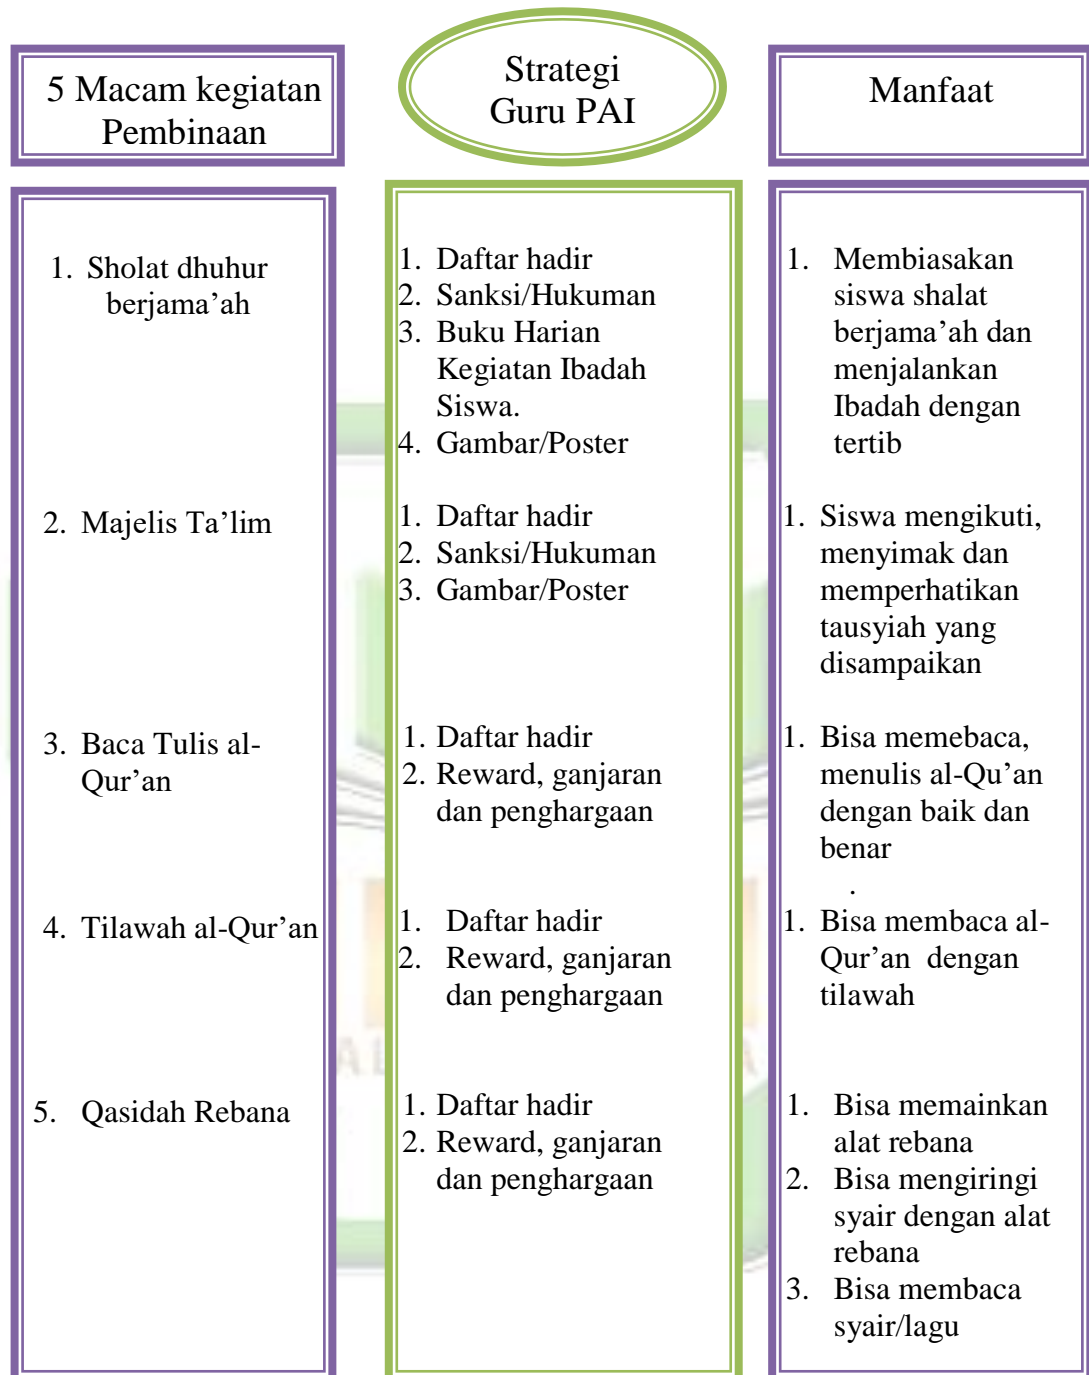 5 Macam kegiatan
Pembinaan
Strategi
Guru PAI
Manfaat
1. Sholat dhuhur
berjama’ah
2. Majelis Ta’lim
3. Baca Tulis al-
Qur’an
4. Tilawah al-Qur’an
5. Qasidah Rebana
1. Daftar hadir
2. Sanksi/Hukuman
3. Buku Harian
Kegiatan Ibadah
Siswa.
4. Gambar/Poster
1. Daftar hadir
2. Sanksi/Hukuman
3. Gambar/Poster
1. Daftar hadir
2. Reward, ganjaran
dan penghargaan
1. Daftar hadir
2. Reward, ganjaran
dan penghargaan
1. Daftar hadir
2. Reward, ganjaran
dan penghargaan
1. Membiasakan
siswa shalat
berjama’ah dan
menjalankan
Ibadah dengan
tertib
1. Siswa mengikuti,
menyimak dan
memperhatikan
tausyiah yang
disampaikan
1. Bisa memebaca,
menulis al-Qu’an
dengan baik dan
benar
.
1. Bisa membaca al-
Qur’an dengan
tilawah
1. Bisa memainkan
alat rebana
2. Bisa mengiringi
syair dengan alat
rebana
3. Bisa membaca
syair/lagu